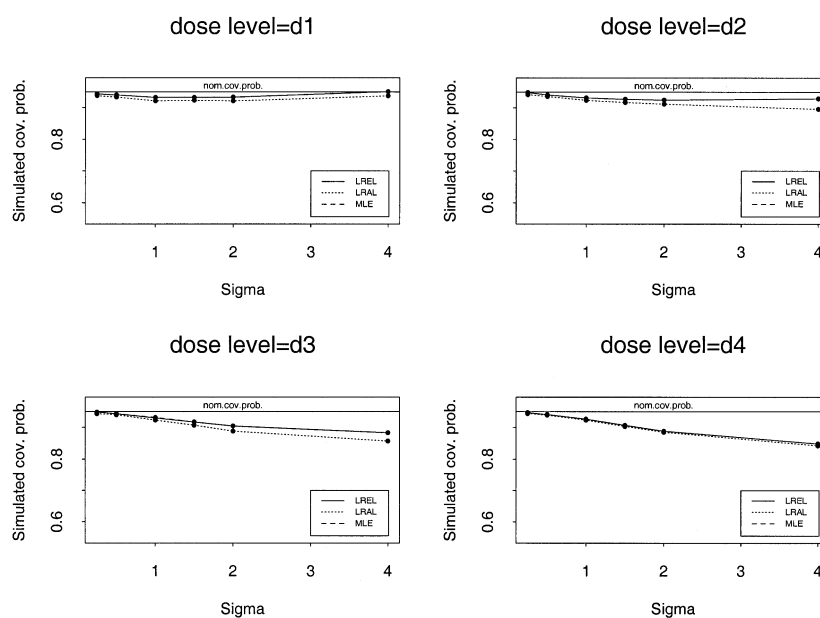 dose level=d1
nom.cov.prob.
Simulated cov. prob.
0.8
0.6
LREL
LRAL
MLE
1 2 3 4
Sigma
dose level=d2
nom.cov.prob.
Simulated cov. prob.
0.8
0.6
LREL
LRAL
MLE
1 2 3 4
Sigma
dose level=d3
nom.cov.prob.
Simulated cov. prob.
0.8
0.6
LREL
LRAL
MLE
1 2 3 4
Sigma
dose level=d4
nom.cov.prob.
Simulated cov. prob.
0.8
0.6
LREL
LRAL
MLE
1 2 3 4
Sigma